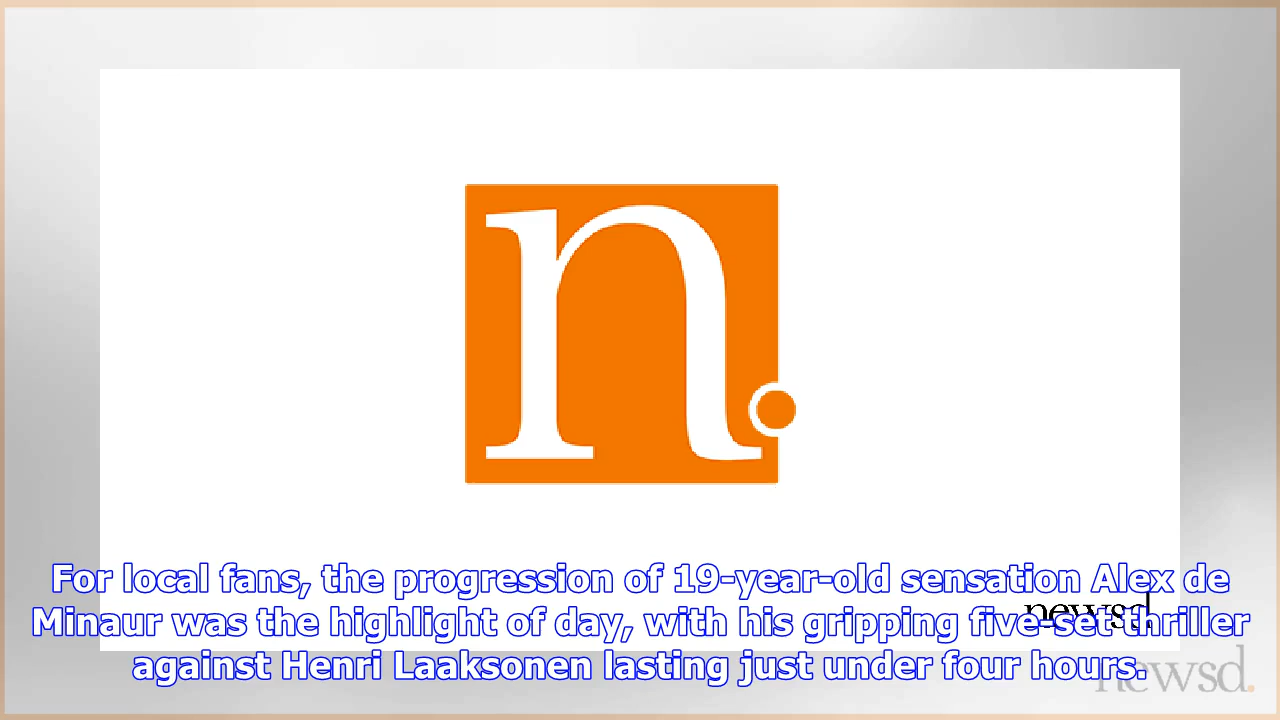 n.
For local fans, the progression of 19-year-old sensation Alex de
Minaur was the highlight of day, with his gripping five-set thriller
against Henri Laaksonen lasting just under four hours.
newsd
newsd.